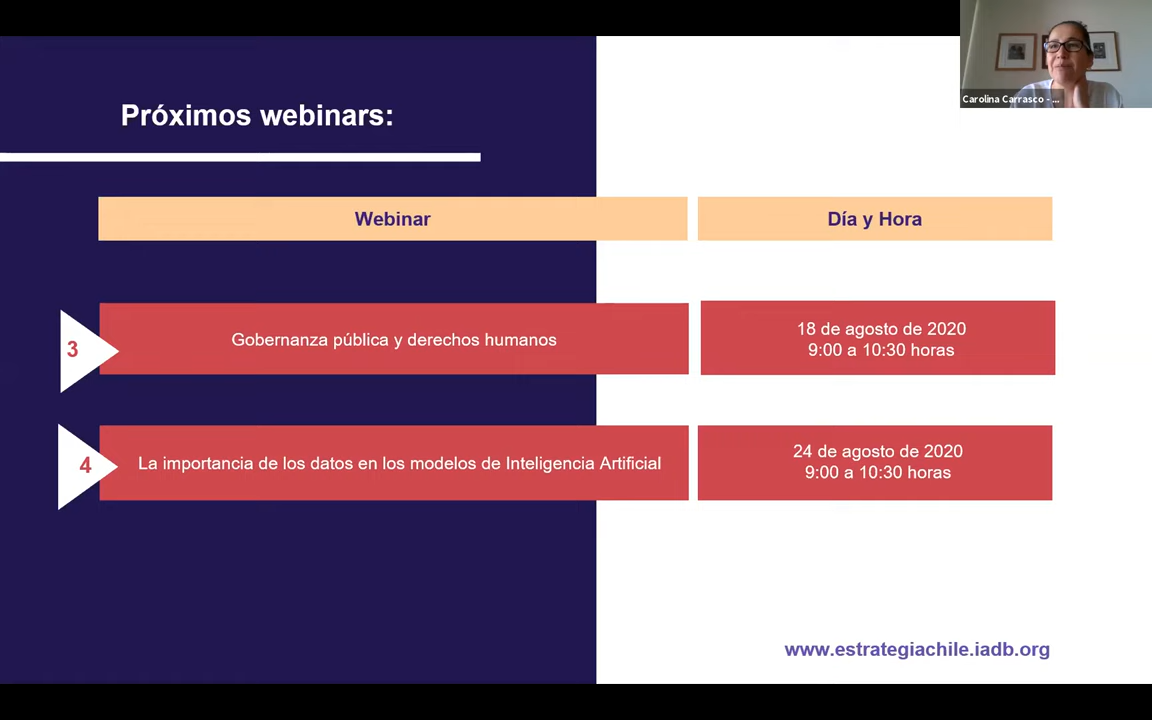 Carolina Carrasco - ...
Próximos webinars:
Webinar
Día y Hora
3
Gobernanza pública y derechos humanos
18 de agosto de 2020
9:00 a 10:30 horas
4
La importancia de los datos en los modelos de Inteligencia Artificial
24 de agosto de 2020
9:00 a 10:30 horas
www.estrategiachile.iadb.org